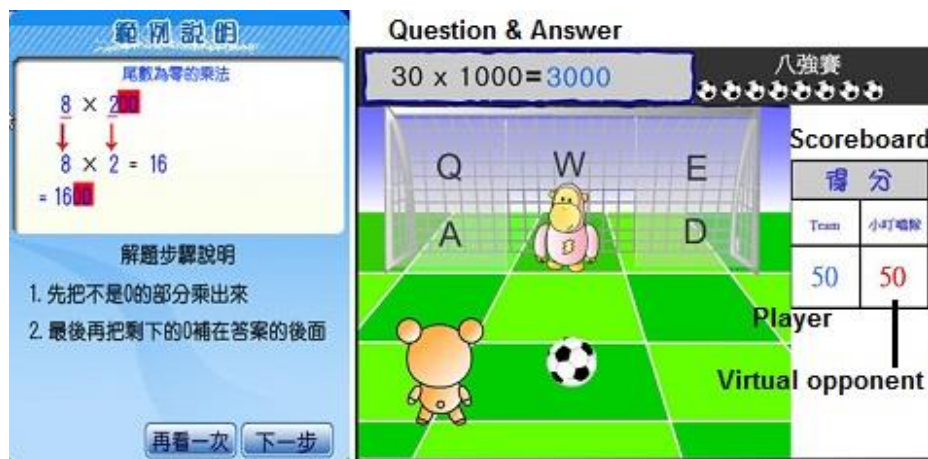 範例說明
尾數為零的乘法
8 × 200
8 × 2 = 16
= 1600
解題步驟說明
1. 先把不是0的部分乘出來
2. 最後再把剩下的0補在答案的後面
再看一次
下一步
Question & Answer
30 x 1000=3000
八強賽
Q W E
A D
3
Scoreboard
得分
Team
50 50
Player
Virtual opponent